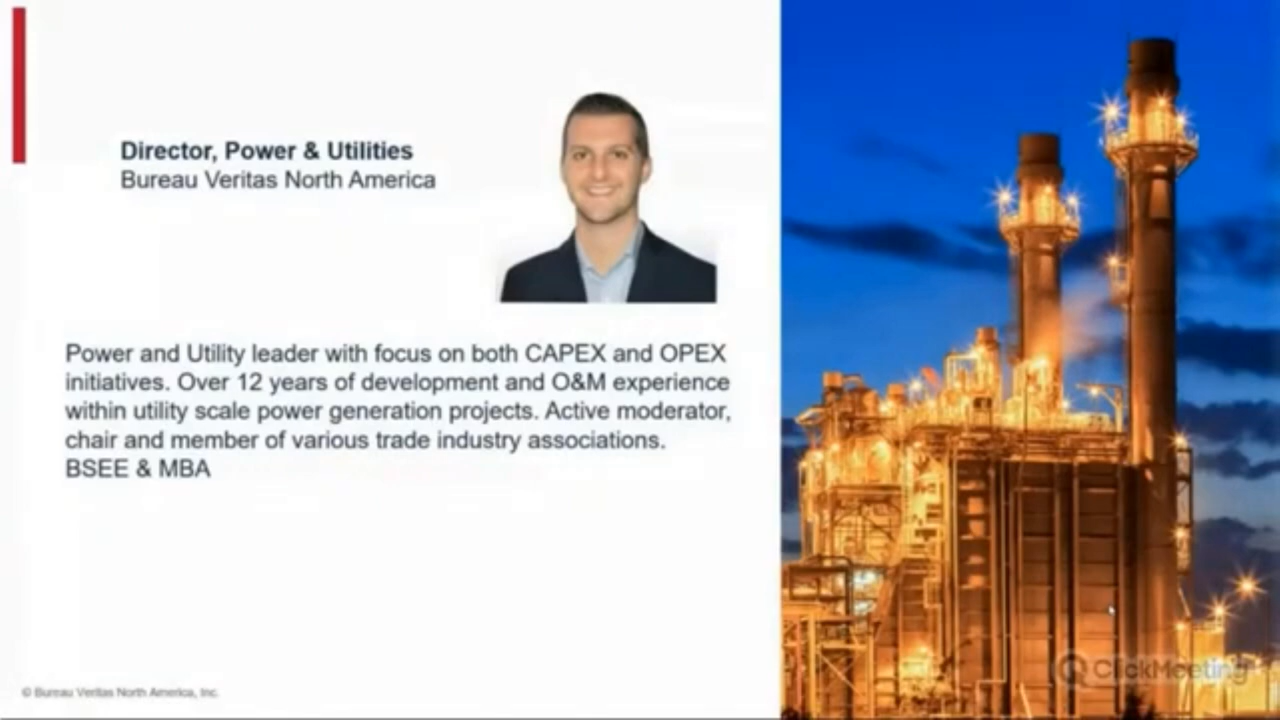 Director, Power & Utilities
Bureau Veritas North America
Power and Utility leader with focus on both CAPEX and OPEX
initiatives. Over 12 years of development and O&M experience
within utility scale power generation projects. Active moderator,
chair and member of various trade industry associations.
BSEE & MBA
© Bureau Veritas North America, Inc.
ClickMeeting